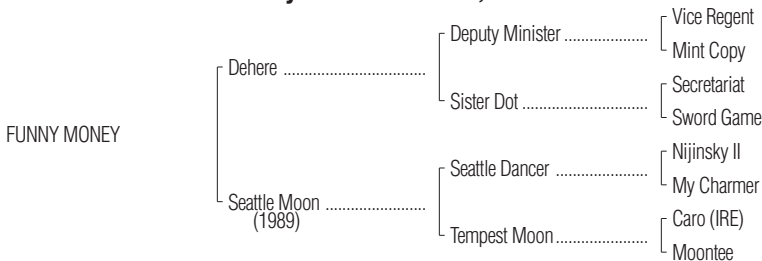 Vice Regent
Deputy Minister ....................
Mint Copy
Dehere ..................................
Secretariat
Sister Dot ..............................
Sword Game
FUNNY MONEY
Nijinsky II
Seattle Dancer ......................
My Charmer
Seattle Moon ........................
(1989)
Caro (IRE)
Tempest Moon ......................
Moontee